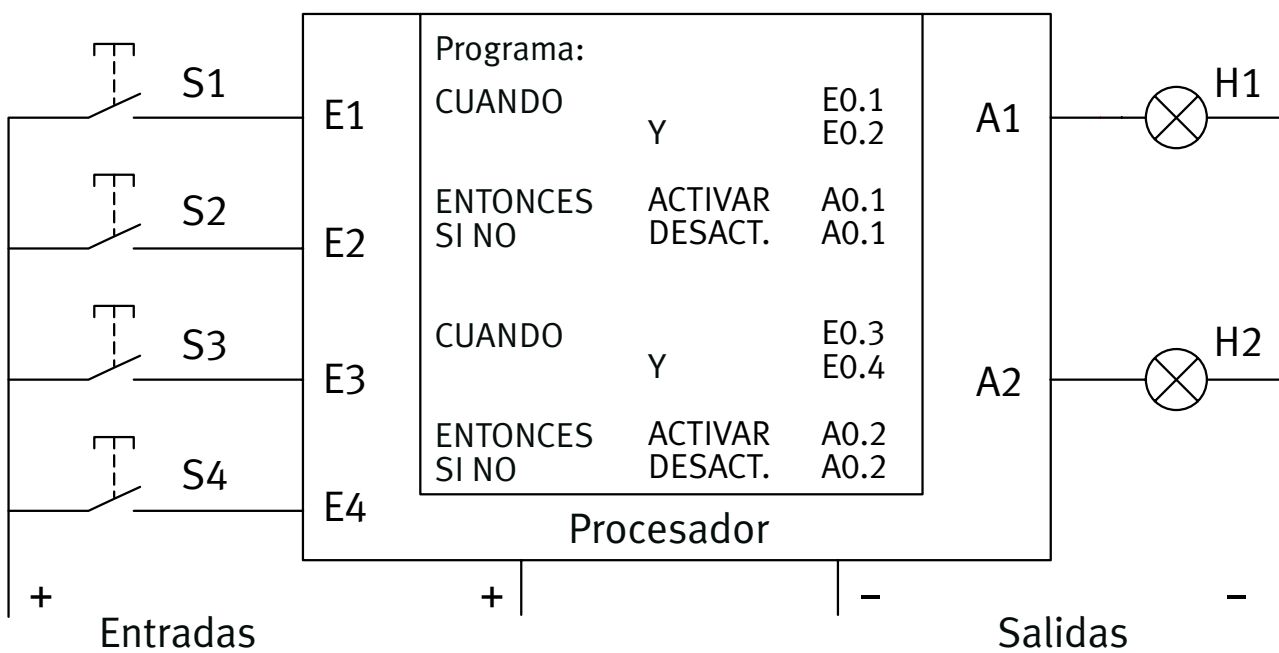 S1
S2
S3
S4
+
Entradas
E1
E2
E3
E4
Programa:
CUANDO E0.1
Y E0.2
ENTONCES ACTIVAR A0.1
SI NO DESACT. A0.1
CUANDO E0.3
Y E0.4
ENTONCES ACTIVAR A0.2
SI NO DESACT. A0.2
Procesador
+ −
A1
A2
H1
H2
−
Salidas